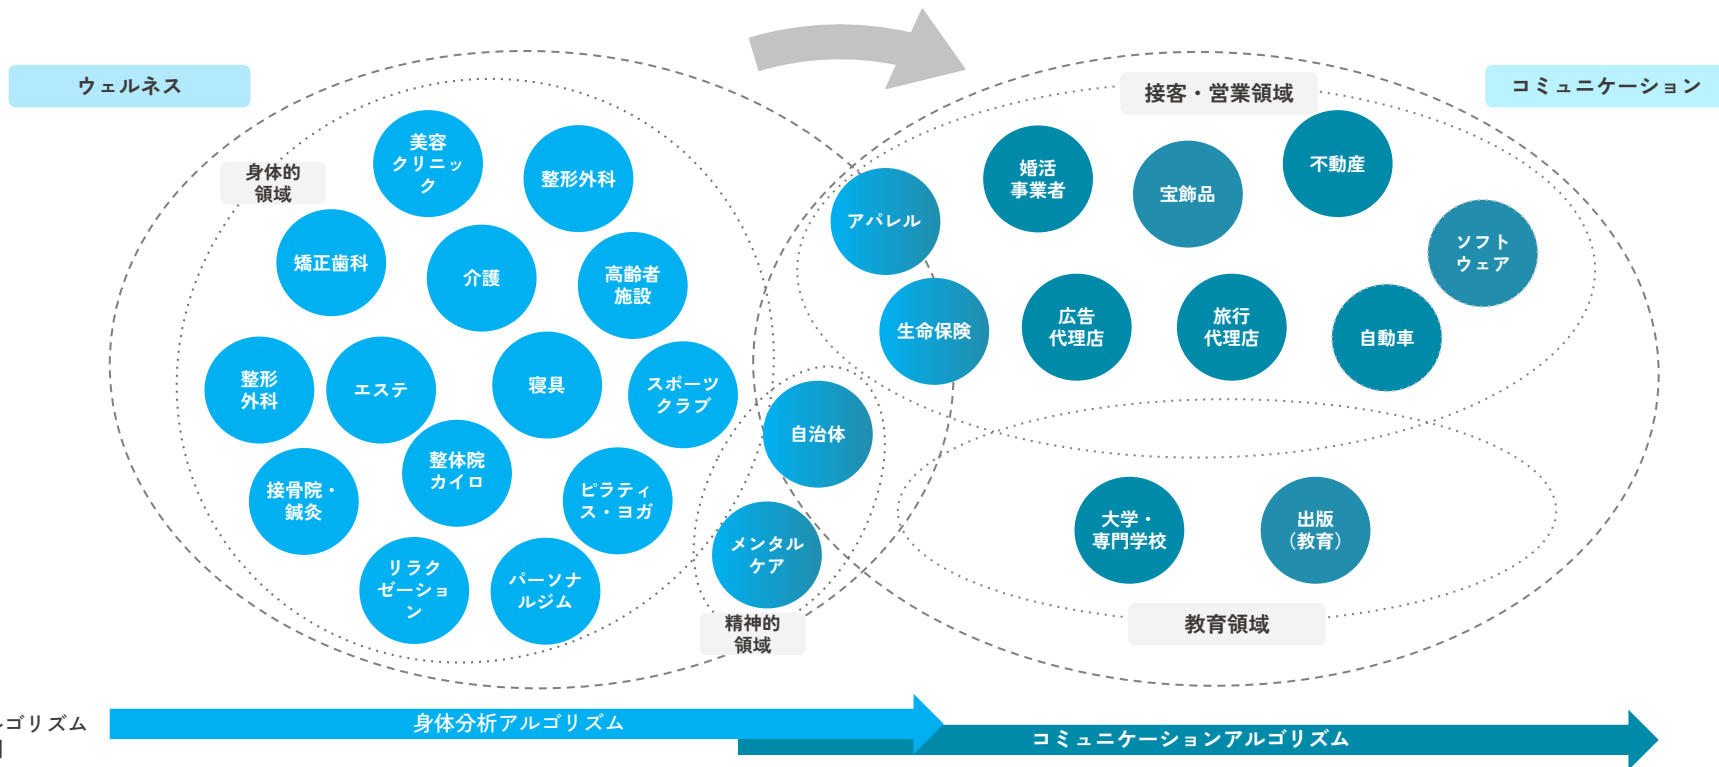 ウェルネス
コミュニケーション
接客・営業領域
身体的
領域
美容
クリニッ
ク
整形外科
矯正歯科
介護
高齢者
施設
整形
外科
エステ
寝具
スポーツ
クラブ
接骨院・
鍼灸
整体院
カイロ
ピラティ
ス・ヨガ
リラク
ゼーショ
ン
パーソナ
ルジム
アパレル
生命保険
自治体
メンタル
ケア
精神的
領域
婚活
事業者
宝飾品
不動産
ソフト
ウェア
広告
代理店
旅行
代理店
自動車
大学・
専門学校
出版
（教育）
教育領域
ゴリズム
身体分析アルゴリズム
コミュニケーションアルゴリズム